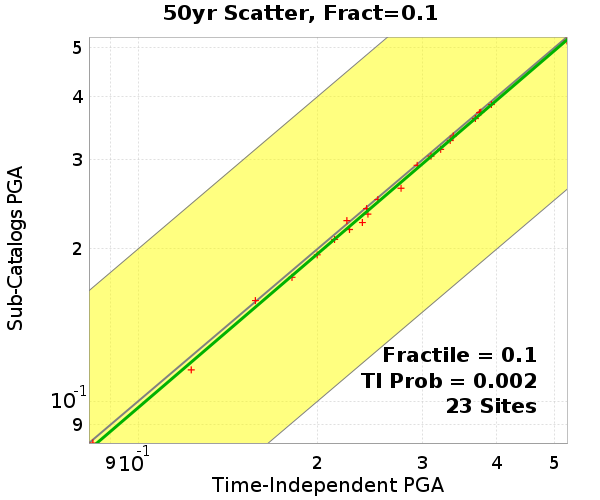 50yr Scatter, Fract=0.1
Sub-Catalogs PGA
5
4
3
2
10-1
9
Fractile = 0.1
TI Prob = 0.002
23 Sites
9 10-1 2 3 4 5
Time-Independent PGA